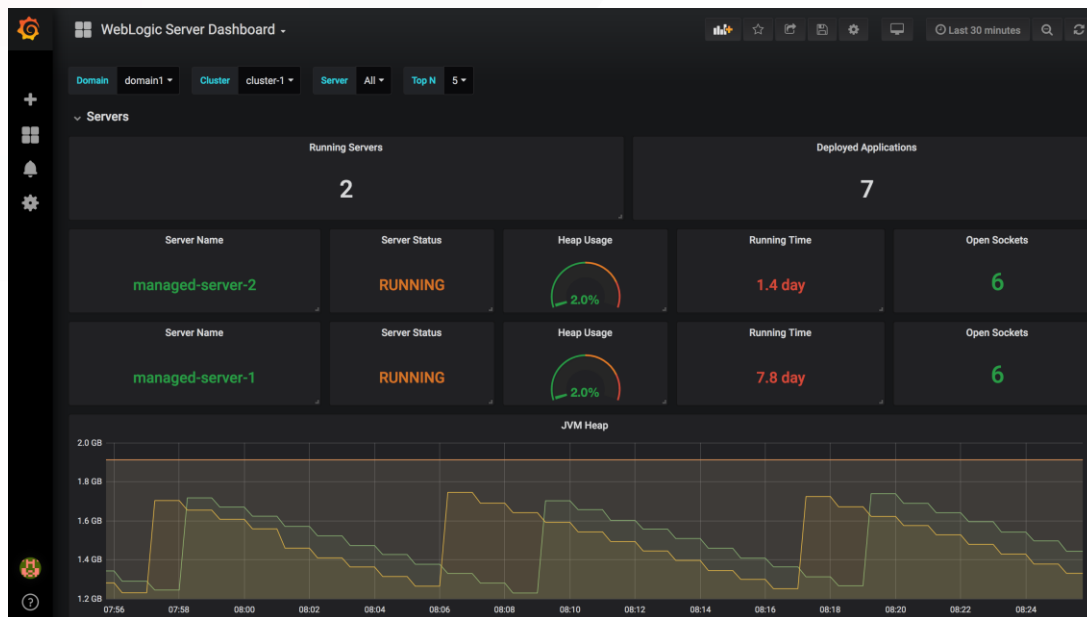 WebLogic Server Dashboard
Last 30 minutes
Domain domain1 Cluster cluster-1 Server All Top N 5
Servers
Running Servers Deployed Applications
2 7
Server Name Server Status Heap Usage Running Time Open Sockets
managed-server-2 RUNNING 2.0% 1.4 day 6
Server Name Server Status Heap Usage Running Time Open Sockets
managed-server-1 RUNNING 2.0% 7.8 day 6
JVM Heap
2.0 GB
1.8 GB
1.6 GB
1.4 GB
1.2 GB
07:56 07:58 08:00 08:02 08:04 08:06 08:08 08:10 08:12 08:14 08:16 08:18 08:20 08:22 08:24
?